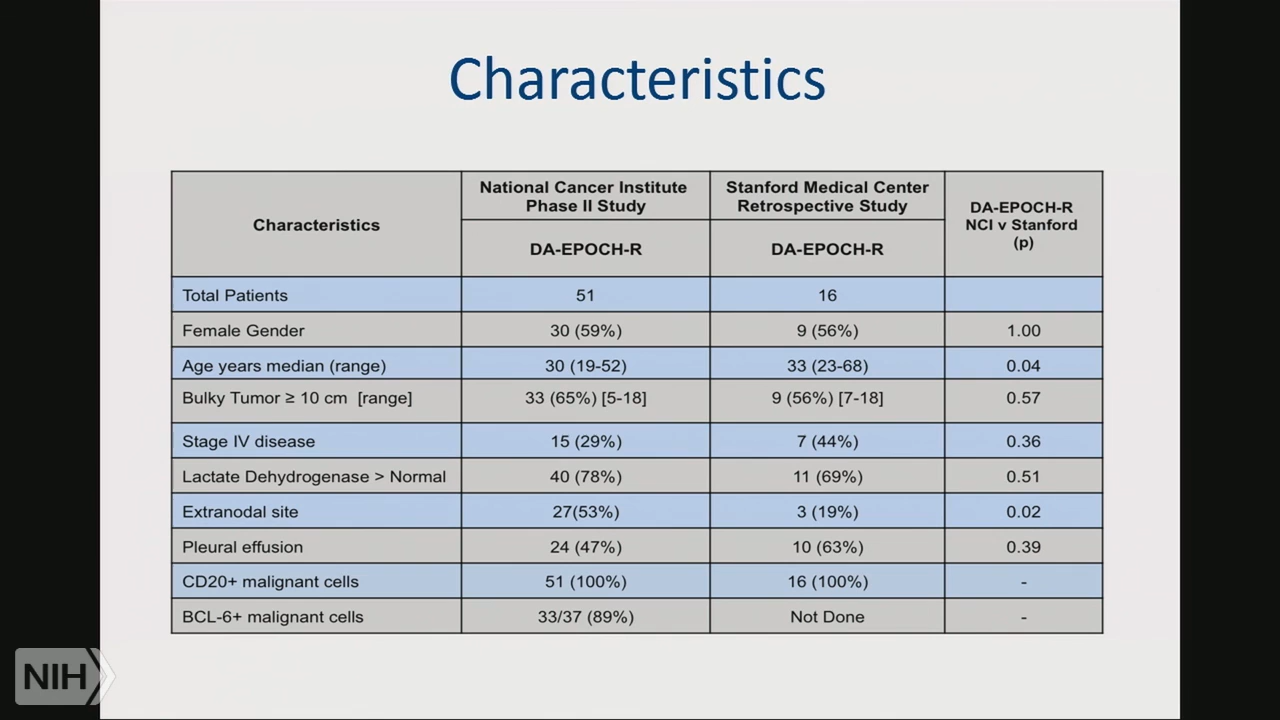 Characteristics
Characteristics
National Cancer Institute
Phase II Study
Stanford Medical Center
Retrospective Study
DA-EPOCH-R
NCI v Stanford
(p)
DA-EPOCH-R
DA-EPOCH-R
Total Patients 51 16
Female Gender 30 (59%) 9 (56%) 1.00
Age years median (range) 30 (19-52) 33 (23-68) 0.04
Bulky Tumor ≥ 10 cm [range] 33 (65%) [5-18] 9 (56%) [7-18] 0.57
Stage IV disease 15 (29%) 7 (44%) 0.36
Lactate Dehydrogenase > Normal 40 (78%) 11 (69%) 0.51
Extranodal site 27(53%) 3 (19%) 0.02
Pleural effusion 24 (47%) 10 (63%) 0.39
CD20+ malignant cells 51 (100%) 16 (100%) -
BCL-6+ malignant cells 33/37 (89%) Not Done -
NIH